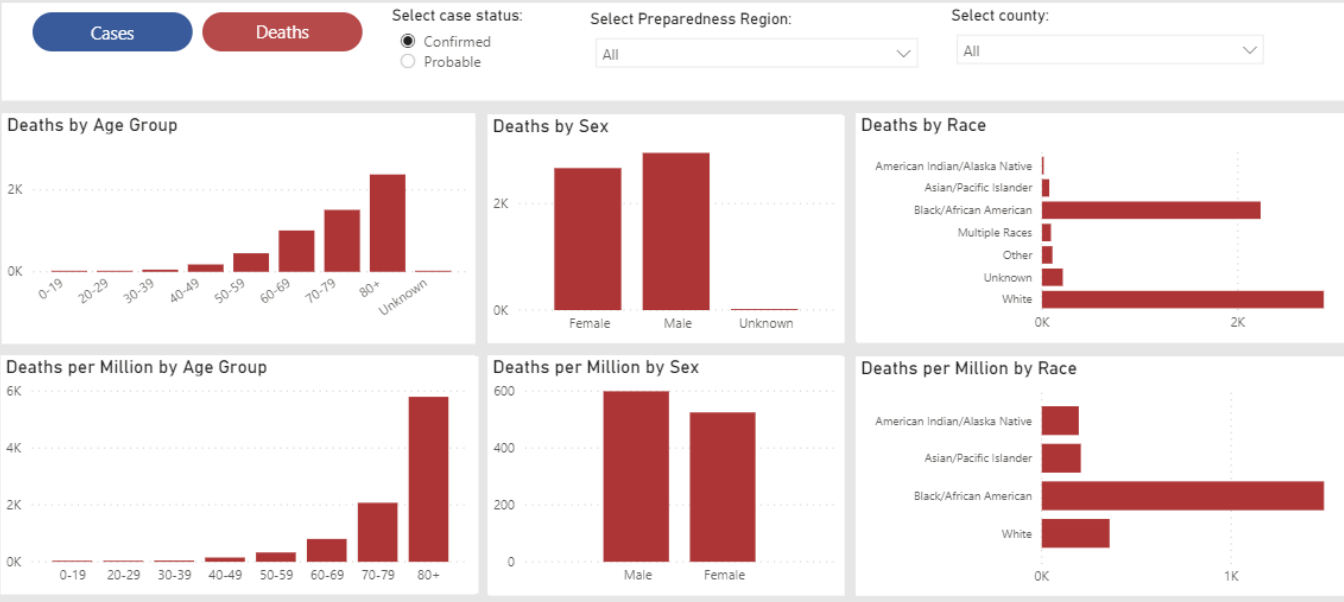 Cases
Deaths
Select case status:
Confirmed
Probable
Select Preparedness Region:
All
Select county:
All
Deaths by Age Group
2K
0K
0-19
20-29
30-39
40-49
50-59
60-69
70-79
80+
Unknown
Deaths by Sex
2K
0K
Female
Male
Unknown
Deaths by Race
American Indian/Alaska Native
Asian/Pacific Islander
Black/African American
Multiple Races
Other
Unknown
White
0K
2K
Deaths per Million by Age Group
6K
4K
2K
0K
0-19
20-29
30-39
40-49
50-59
60-69
70-79
80+
Deaths per Million by Sex
600
400
200
0
Male
Female
Deaths per Million by Race
American Indian/Alaska Native
Asian/Pacific Islander
Black/African American
White
0K
1K